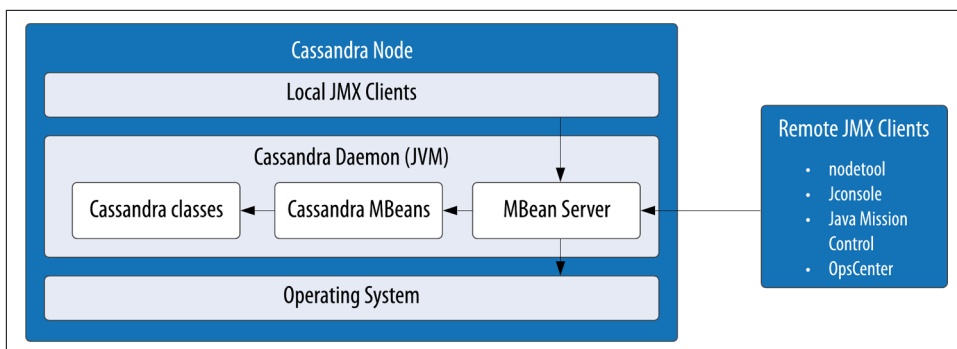 Cassandra Node
Local JMX Clients
Cassandra Daemon (JVM)
Cassandra classes
Cassandra MBeans
MBean Server
Operating System
Remote JMX Clients
• nodetool
• Jconsole
• Java Mission
Control
• OpsCenter